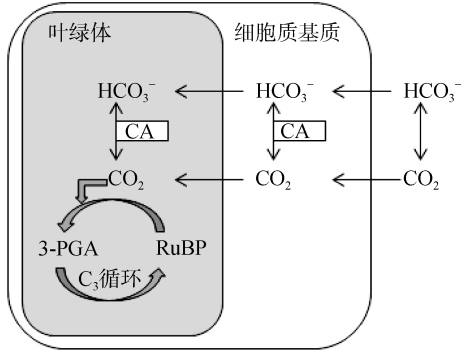 叶绿体 细胞质基质
HCO₃⁻ HCO₃⁻ HCO₃⁻
CA CA
CO₂ CO₂ CO₂
3-PGA RuBP
C₃循环